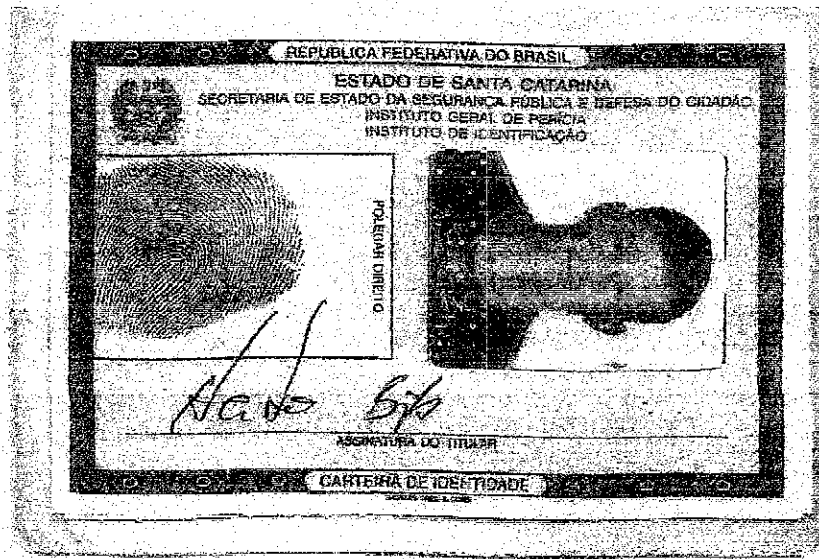 REPÚBLICA FEDERATIVA DO BRASIL
ESTADO DE SANTA CATARINA
SECRETARIA DE ESTADO DA SEGURANÇA PÚBLICA E DEFESA DO CIDADÃO
INSTITUTO GERAL DE PERÍCIA
INSTITUTO DE IDENTIFICAÇÃO
POLEGAR DIREITO
ASSINATURA DO TITULAR
CARTEIRA DE IDENTIDADE